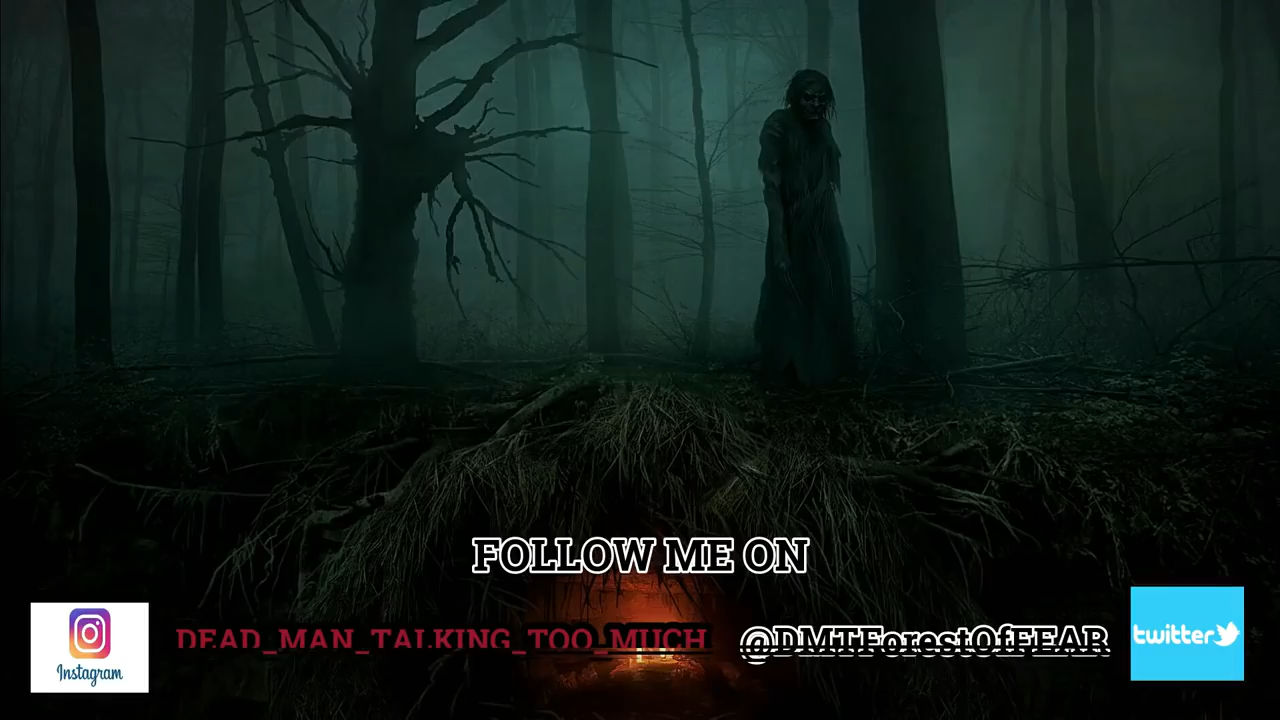 FOLLOW ME ON
Instagram
DEAD_MAN_TALKING_TOO_MUCH
@DMTForestOfFEAR
twitter